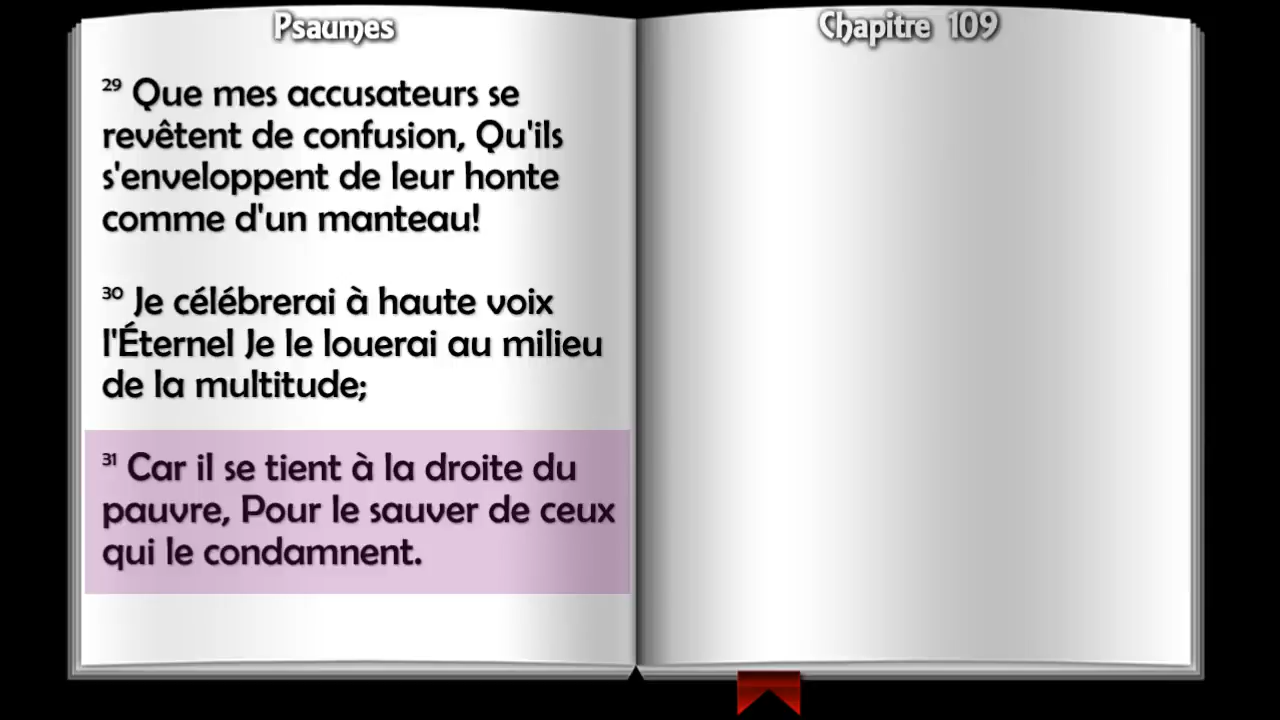 Psaumes
Chapitre 109
29 Que mes accusateurs se
revêtent de confusion, Qu'ils
s'enveloppent de leur honte
comme d'un manteau!
30 Je célébrerai à haute voix
l'Éternel Je le louerai au milieu
de la multitude;
31 Car il se tient à la droite du
pauvre, Pour le sauver de ceux
qui le condamnent.